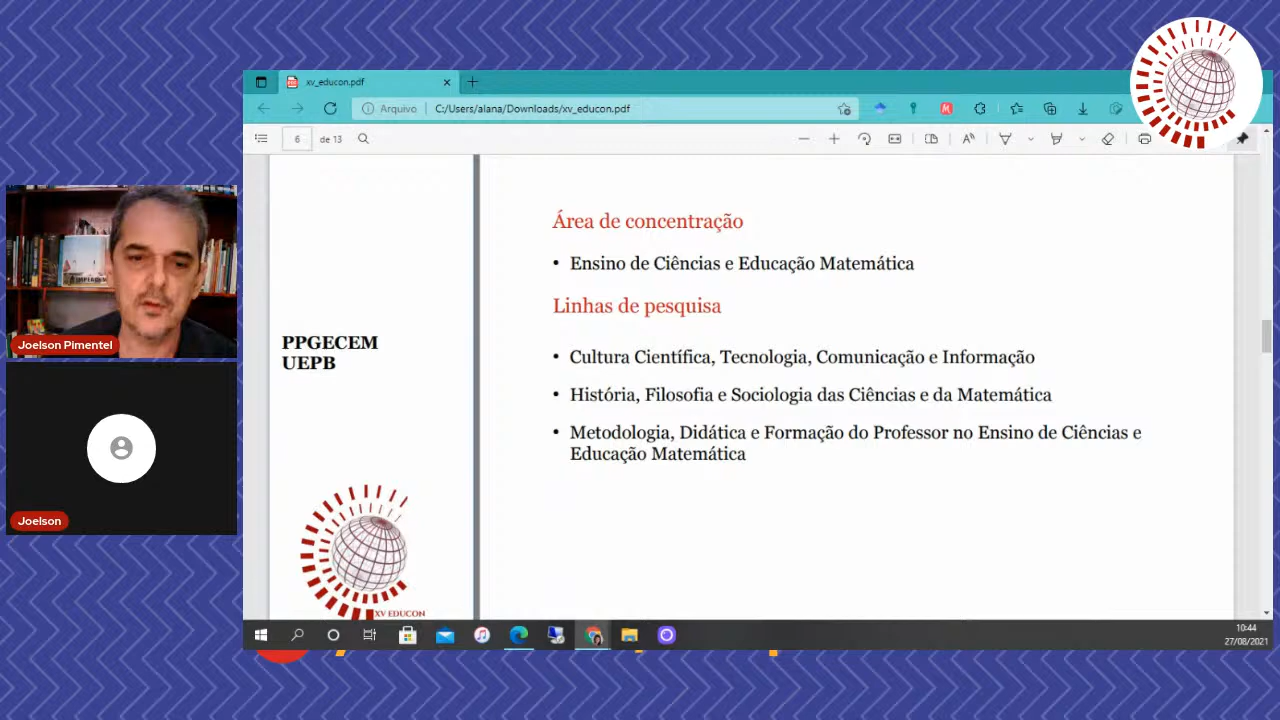 xv_educon.pdf
Arquivo
C:/Users/alana/Downloads/xv_educon.pdf
6 de 13
Área de concentração
• Ensino de Ciências e Educação Matemática
Linhas de pesquisa
• Cultura Científica, Tecnologia, Comunicação e Informação
• História, Filosofia e Sociologia das Ciências e da Matemática
• Metodologia, Didática e Formação do Professor no Ensino de Ciências e
Educação Matemática
PPGECEM
UEPB
XV EDUCON
Joelson Pimentel
Joelson
10:44
27/08/2021